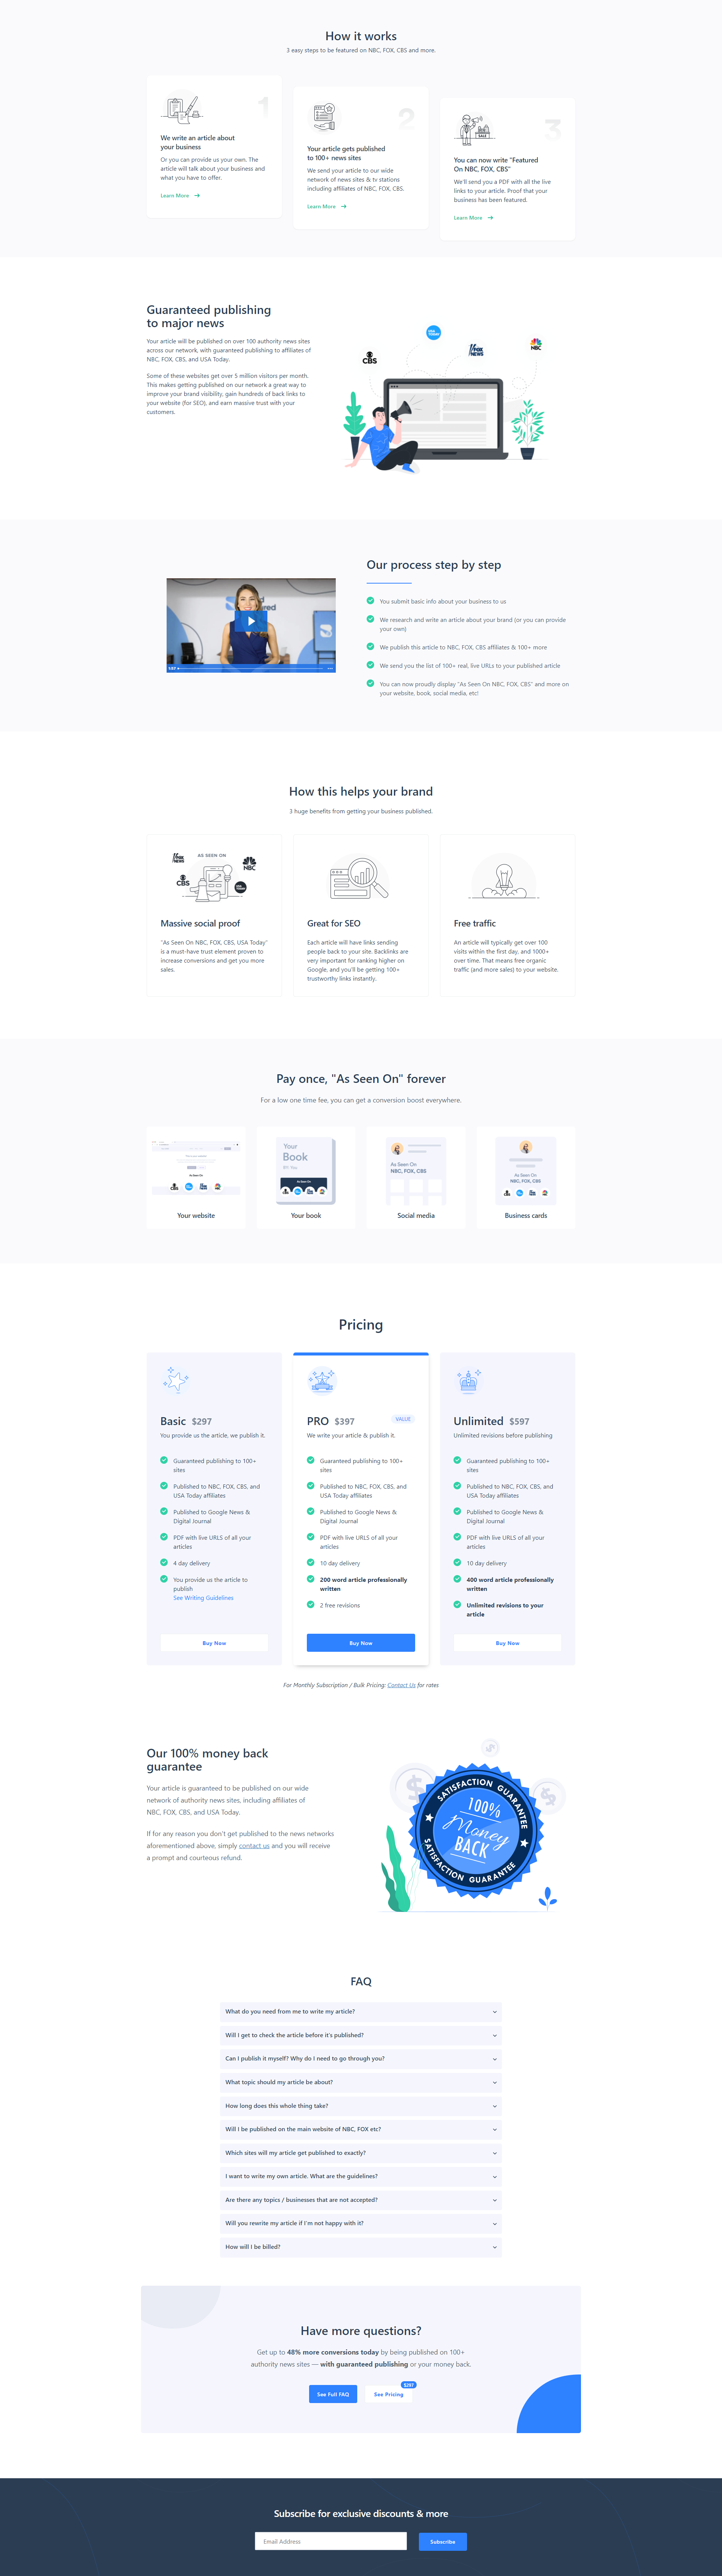 How it works
3 easy steps to be featured on NBC, FOX, CBS and more.
1
We write an article about
your business
Or you can provide us your own. The
article will talk about your business and
what you have to offer.
Learn More
2
Your article gets published
to 100+ news sites
We send your article to our wide
network of news sites & tv stations
including affiliates of NBC, FOX, CBS.
Learn More
3
SALE
You can now write "Featured
On NBC, FOX, CBS"
We'll send you a PDF with all the live
links to your article. Proof that your
business has been featured.
Learn More
Guaranteed publishing
to major news
Your article will be published on over 100 authority news sites
across our network; with guaranteed publishing to affiliates of
NBC, FOX, CBS, and USA Today.
Some of these websites get over 5 million visitors per month.
This makes getting published on our network a great way to
improve your brand visibility, gain hundreds of back links to
your website (for SEO), and earn massive trust with your
customers.
USA
TODAY
CBS
FOX
NEWS
NBC
1:07
Our process step by step
You submit basic info about your business to us
We research and write an article about your brand (or you can provide
your own)
We publish this article to NBC, FOX, CBS affiliates & 100+ more
We send you the list of 100+ real, live URLs to your published article
You can now proudly display "As Seen On NBC, FOX, CBS" and more on
your website, book, social media, etc!
How this helps your brand
3 huge benefits from getting your business published.
FOX
NEWS
AS SEEN ON
NBC
CBS
Massive social proof
"As Seen On NBC, FOX, CBS, USA Today"
is a must-have trust element proven to
increase conversions and get you more
sales.
Great for SEO
Each article will have links sending
people back to your site. Backlinks are
very important for ranking higher on
Google, and you'll be getting 100+
trustworthy links instantly.
Free traffic
An article will typically get over 100
visits within the first day, and 1000+
over time. That means free organic
traffic (and more sales) to your website.
Pay once, "As Seen On" forever
For a low one time fee, you can get a conversion boost everywhere.
As Seen On
Your website
Your
Book
BY: You
As Seen On
Your book
As Seen On
NBC, FOX, CBS
Social media
As Seen On
NBC, FOX, CBS
Business cards
Pricing
Basic $297
You provide us the article, we publish it.
Guaranteed publishing to 100+
sites
Published to NBC, FOX, CBS, and
USA Today affiliates
Published to Google News &
Digital Journal
PDF with live URLS of all your
articles
4 day delivery
You provide us the article to
publish
See Writing Guidelines
Buy Now
PRO $397
VALUE
We write your article & publish it.
Guaranteed publishing to 100+
sites
Published to NBC, FOX, CBS, and
USA Today affiliates
Published to Google News &
Digital Journal
PDF with live URLS of all your
articles
10 day delivery
200 word article professionally
written
2 free revisions
Buy Now
Unlimited $597
Unlimited revisions before publishing
Guaranteed publishing to 100+
sites
Published to NBC, FOX, CBS, and
USA Today affiliates
Published to Google News &
Digital Journal
PDF with live URLS of all your
articles
10 day delivery
400 word article professionally
written
Unlimited revisions to your
article
Buy Now
For Monthly Subscription / Bulk Pricing: Contact Us for rates
Our 100% money back
guarantee
Your article is guaranteed to be published on our wide
network of authority news sites, including affiliates of
NBC, FOX, CBS, and USA Today.
If for any reason you don't get published to the news networks
aforementioned above, simply contact us and you will receive
a prompt and courteous refund.
SATISFACTION GUARANTEE
100%
Money
BACK
SATISFACTION GUARANTEE
FAQ
What do you need from me to write my article?
Will I get to check the article before it's published?
Can I publish it myself? Why do I need to go through you?
What topic should my article be about?
How long does this whole thing take?
Will I be published on the main website of NBC, FOX etc?
Which sites will my article get published to exactly?
I want to write my own article. What are the guidelines?
Are there any topics / businesses that are not accepted?
Will you rewrite my article if I'm not happy with it?
How will I be billed?
Have more questions?
Get up to 48% more conversions today by being published on 100+
authority news sites — with guaranteed publishing or your money back.
See Full FAQ
See Pricing
$297
Subscribe for exclusive discounts & more
Email Address
Subscribe